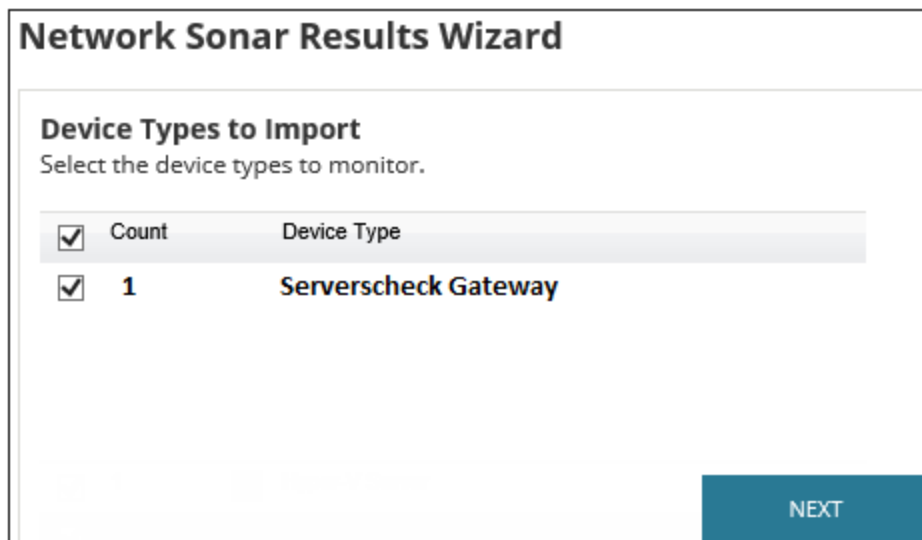 Network Sonar Results Wizard
Device Types to Import
Select the device types to monitor.
Count Device Type
1 Serverscheck Gateway
NEXT